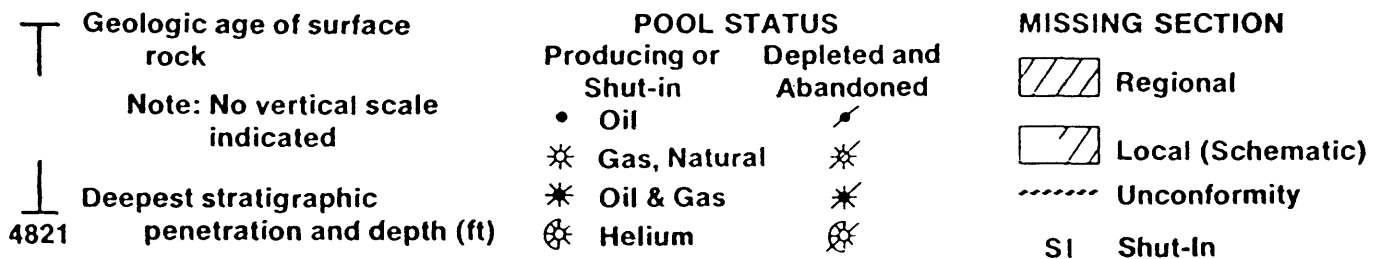 Geologic age of surface
rock
Note: No vertical scale
indicated
Deepest stratigraphic
4821 penetration and depth (ft)
POOL STATUS
Producing or Depleted and
Shut-in Abandoned
Oil
Gas, Natural
Oil & Gas
Helium
MISSING SECTION
Regional
Local (Schematic)
Unconformity
SI Shut-In